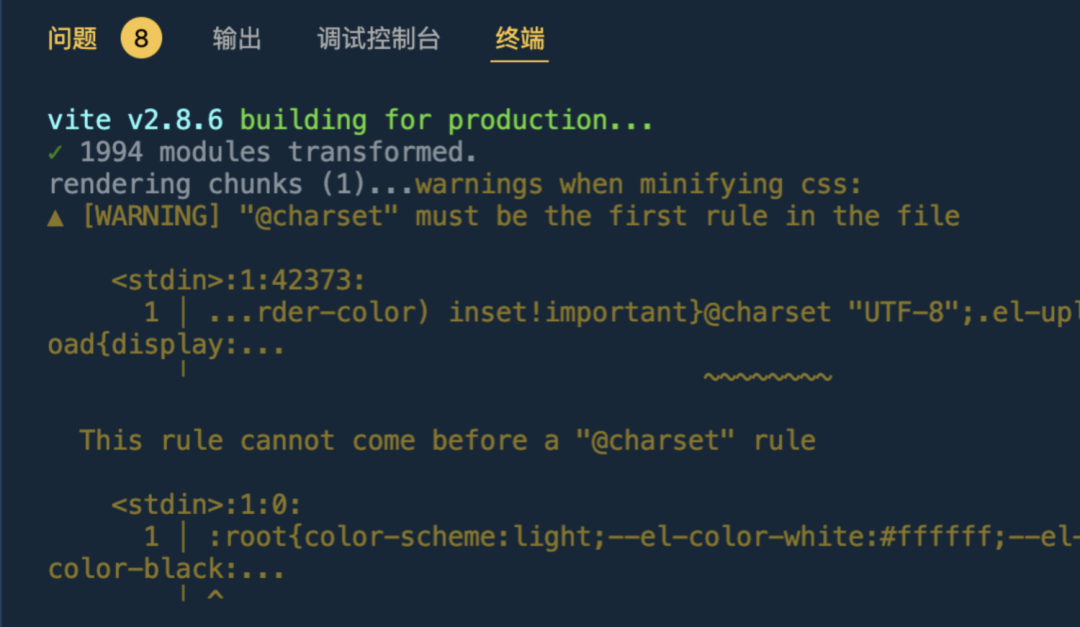 问题 8 输出 调试控制台 终端
vite v2.8.6 building for production...
✓ 1994 modules transformed.
rendering chunks (1)...warnings when minifying css:
▲ [WARNING] "@charset" must be the first rule in the file
<stdin>:1:42373:
1 │ ...rder-color) inset!important}@charset "UTF-8";.el-upl
oad{display:...
╵ ~~~~~~~~
This rule cannot come before a "@charset" rule
<stdin>:1:0:
1 │ :root{color-scheme:light;--el-color-white:#ffffff;--el-
color-black:...
╵ ^